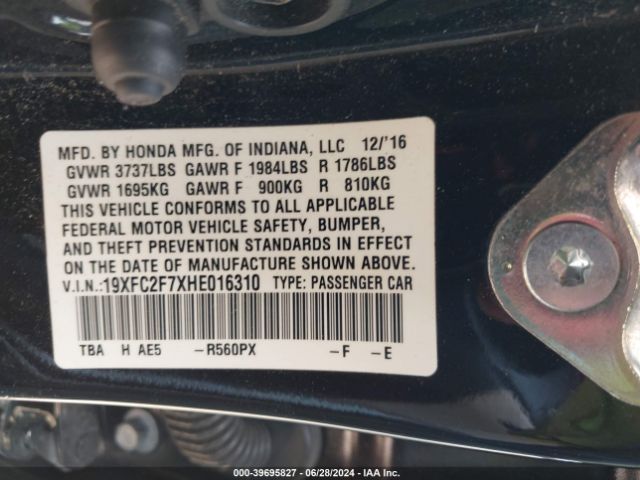 MFD. BY HONDA MFG. OF INDIANA, LLC 12/'16
GVWR 3737LBS GAWR F 1984LBS R 1786LBS
GVWR 1695KG GAWR F 900KG R 810KG
THIS VEHICLE CONFORMS TO ALL APPLICABLE
FEDERAL MOTOR VEHICLE SAFETY, BUMPER,
AND THEFT PREVENTION STANDARDS IN EFFECT
ON THE DATE OF MANUFACTURE SHOWN ABOVE.
V.I.N.:19XFC2F7XHE016310 TYPE: PASSENGER CAR
TBA H AE5 -R560PX -F -E
000-39695827 - 06/28/2024 - IAA Inc.